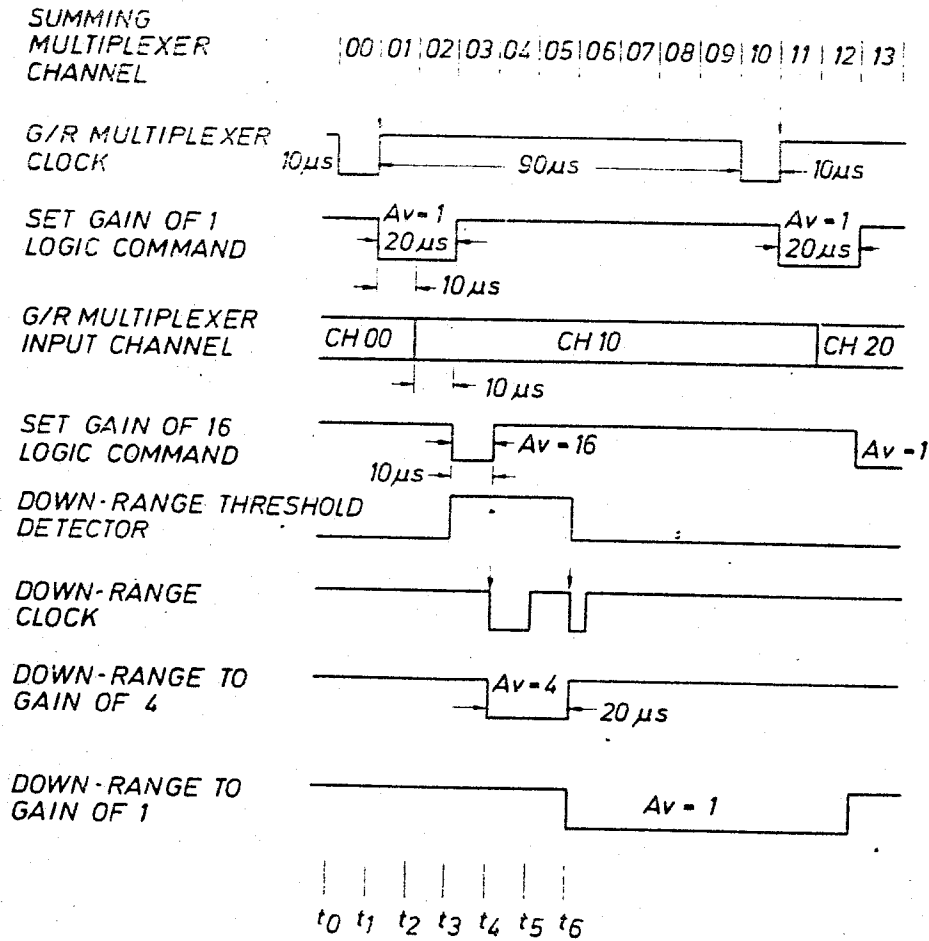 SUMMING
MULTIPLEXER
CHANNEL
00 01 02 03 04 05 06 07 08 09 10 11 12 13
G/R MULTIPLEXER
CLOCK
10µs
90µs
10µs
SET GAIN OF 1
LOGIC COMMAND
Av=1
20µs
Av=1
20µs
10µs
G/R MULTIPLEXER
INPUT CHANNEL
CH 00
CH 10
CH 20
10µs
SET GAIN OF 16
LOGIC COMMAND
Av=16
Av=1
10µs
DOWN-RANGE THRESHOLD
DETECTOR
DOWN-RANGE
CLOCK
DOWN-RANGE TO
GAIN OF 4
Av=4
20µs
DOWN-RANGE TO
GAIN OF 1
Av=1
t0 t1 t2 t3 t4 t5 t6